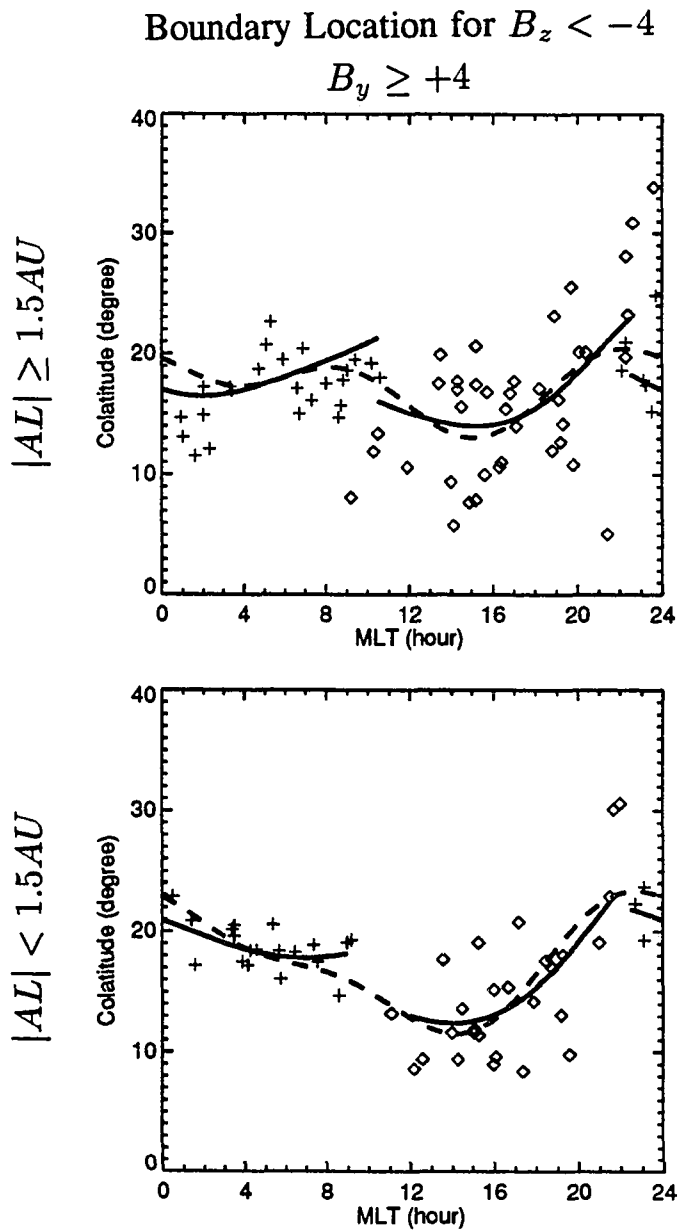 Boundary Location for B_z < −4
B_y ≥ +4
|AL| ≥ 1.5AU
Colatitude (degree)
40
30
20
10
0
0 4 8 12 16 20 24
MLT (hour)
|AL| < 1.5AU
Colatitude (degree)
40
30
20
10
0
0 4 8 12 16 20 24
MLT (hour)